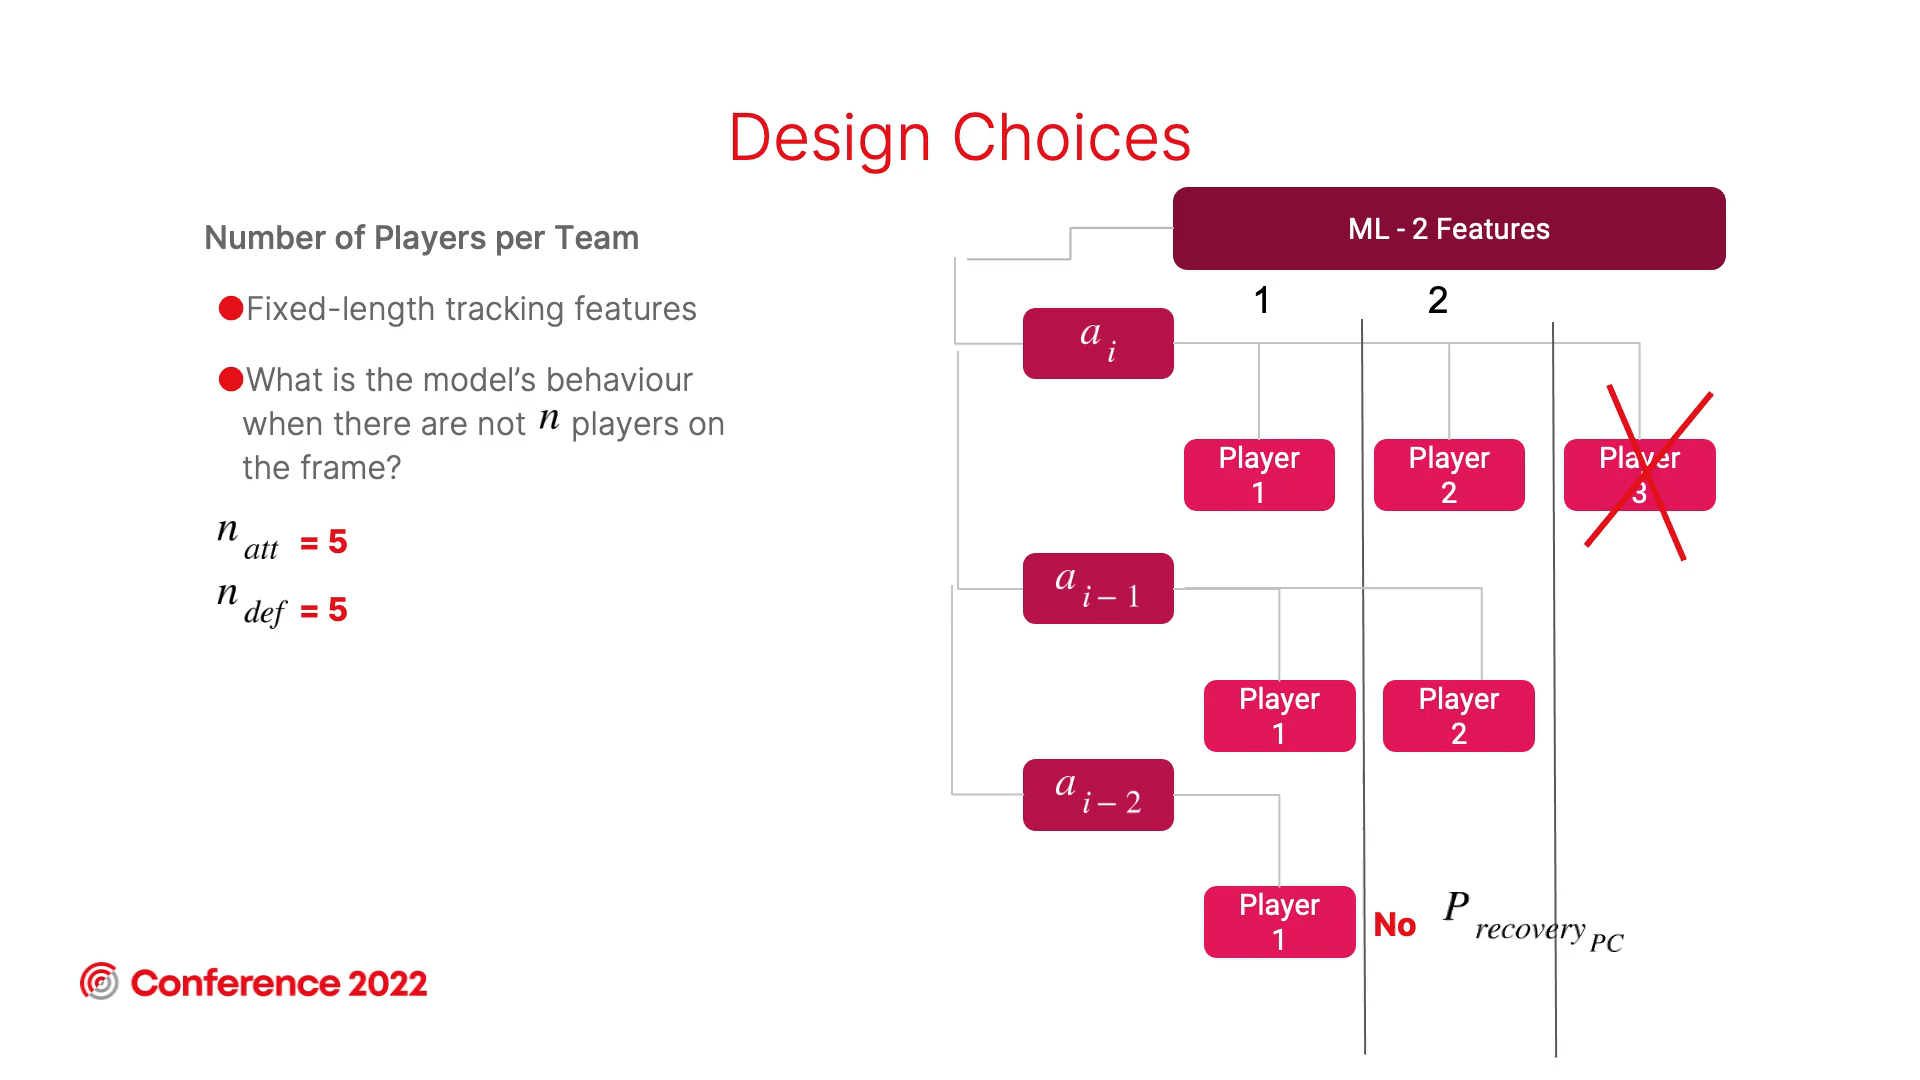 Design Choices
Number of Players per Team
Fixed-length tracking features
What is the model’s behaviour
when there are not n players on
the frame?
n att = 5
n def = 5
ML - 2 Features
1 2
a i
Player
1
Player
2
Player
3
a i − 1
Player
1
Player
2
a i − 2
Player
1
No P recovery PC
Conference 2022